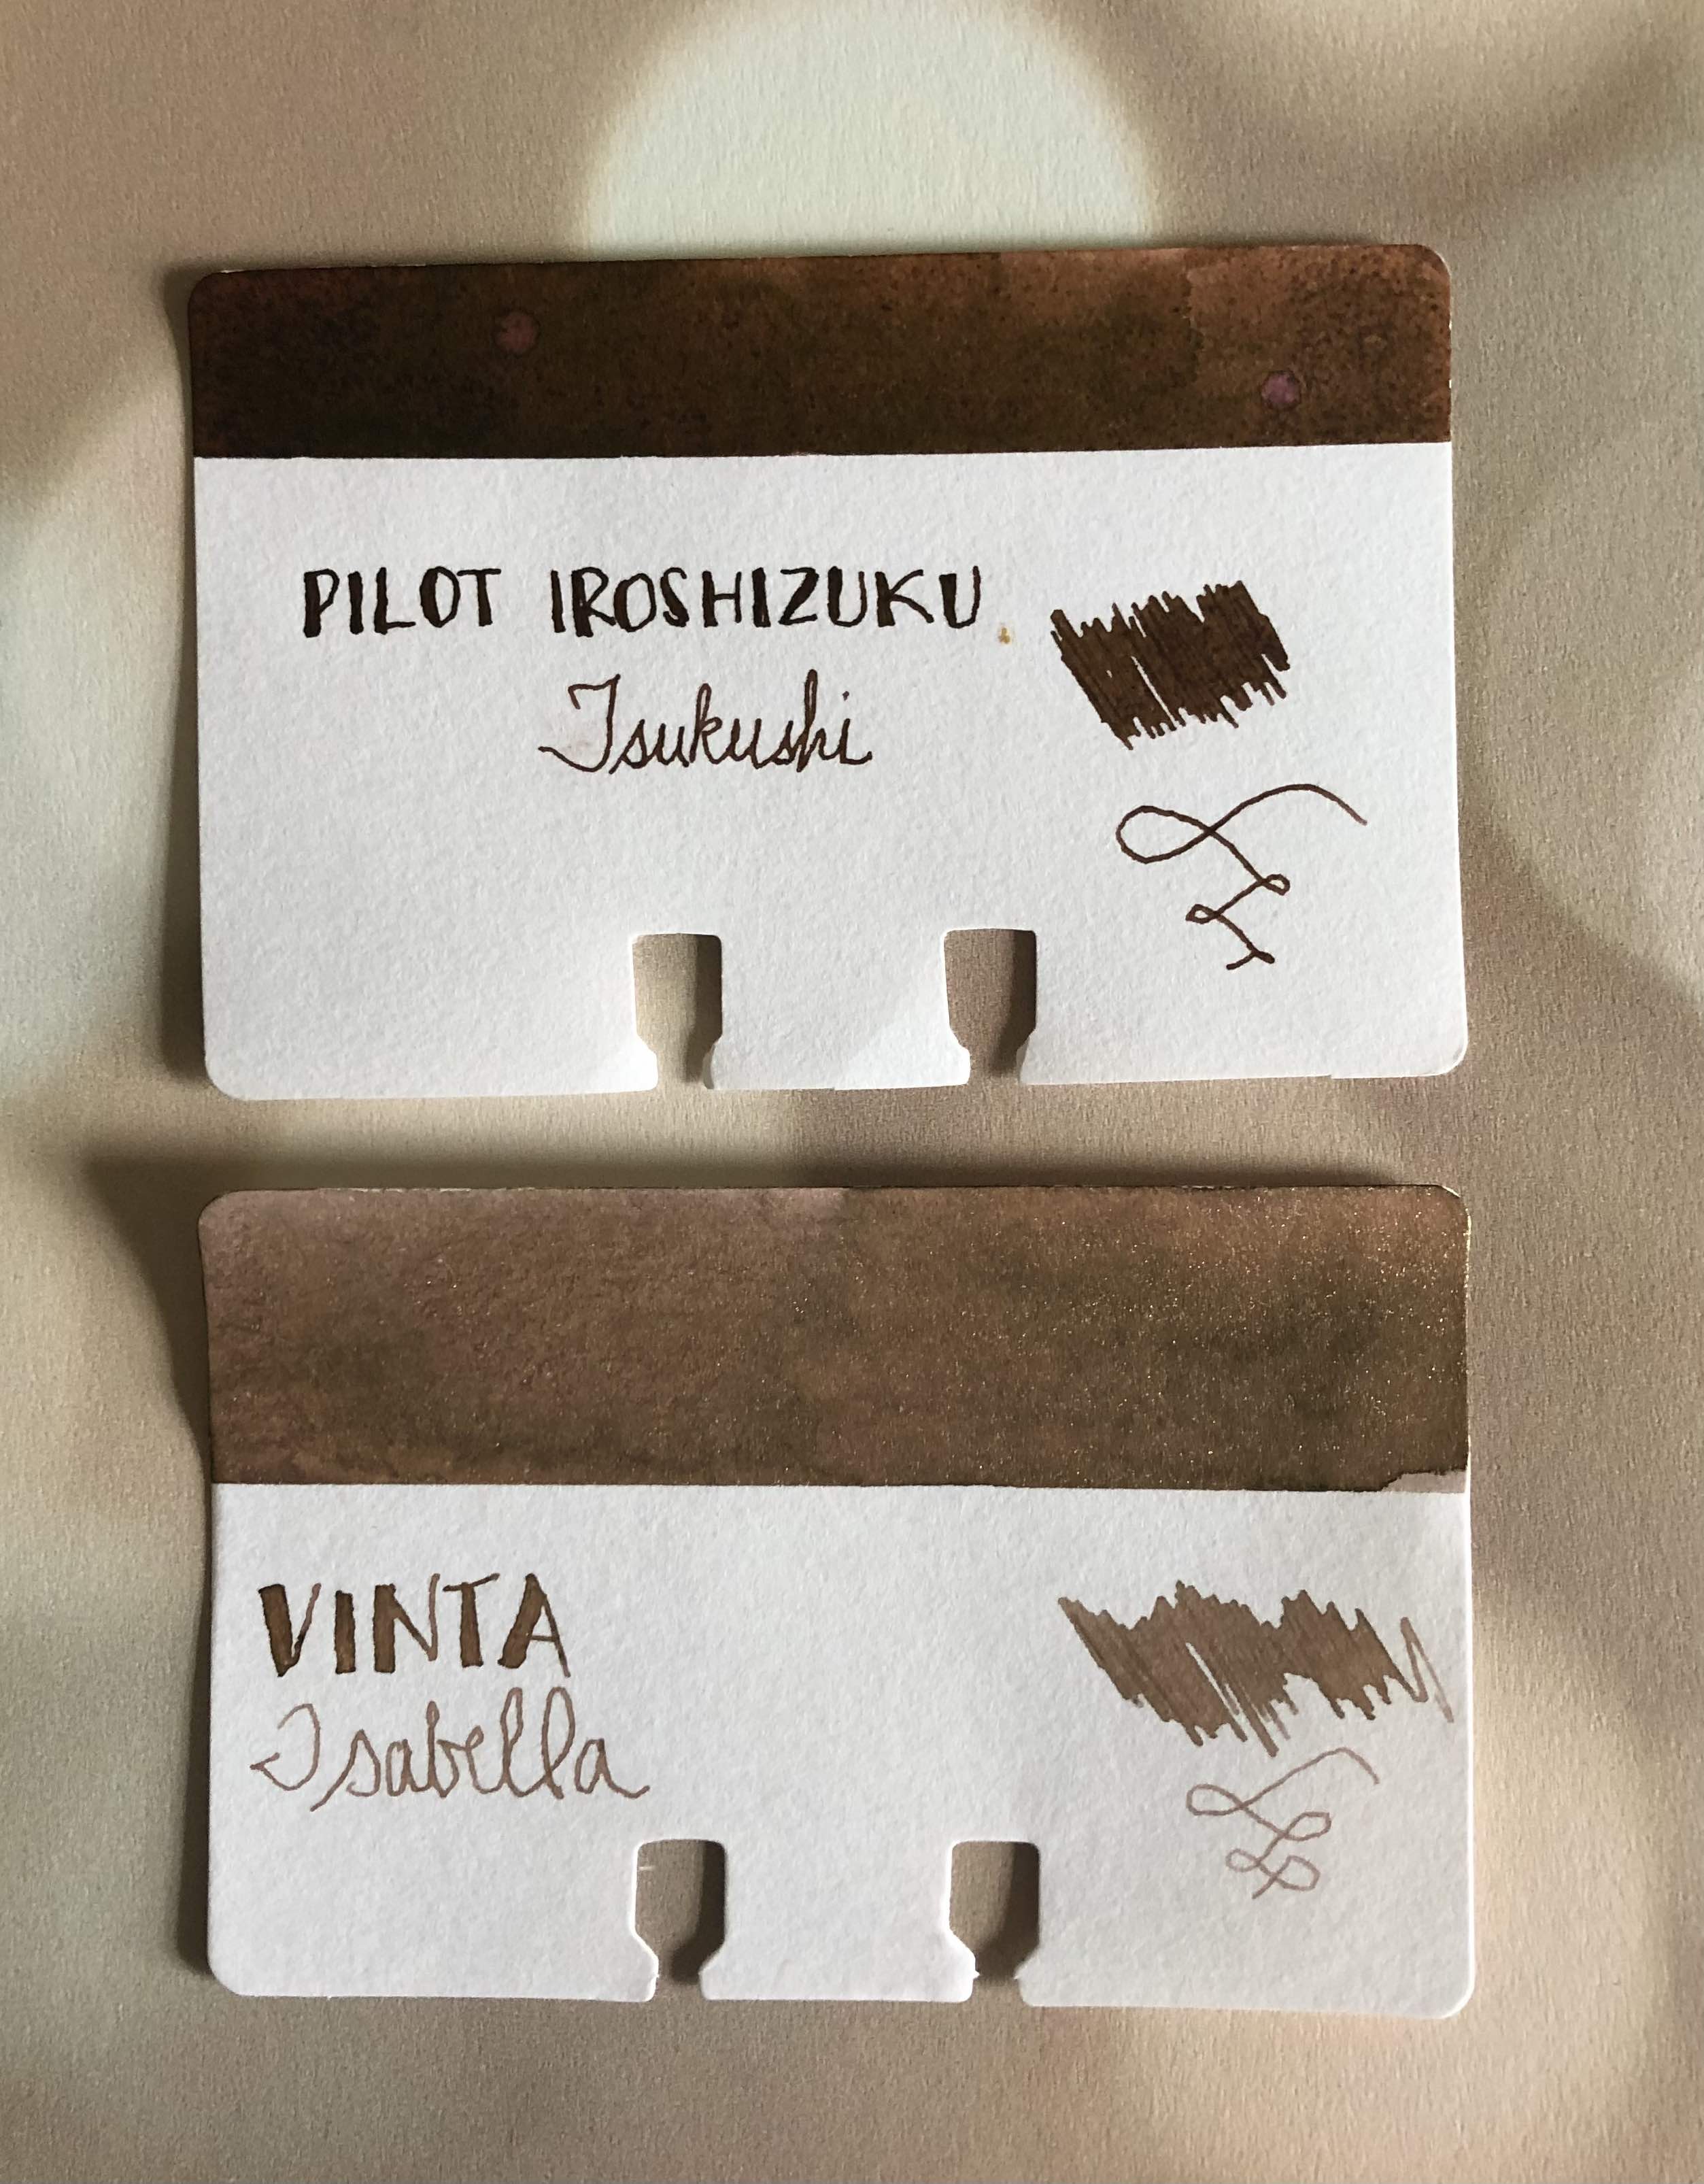 PILOT IROSHIZUKU
Tsukushi
VINTA
Isabella